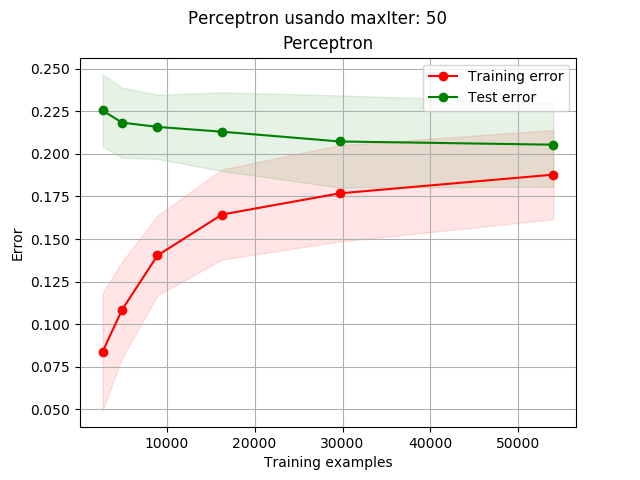 Perceptron usando maxIter: 50
Perceptron
Training error
Test error
0.250
0.225
0.200
0.175
0.150
0.125
0.100
0.075
0.050
Error
10000 20000 30000 40000 50000
Training examples